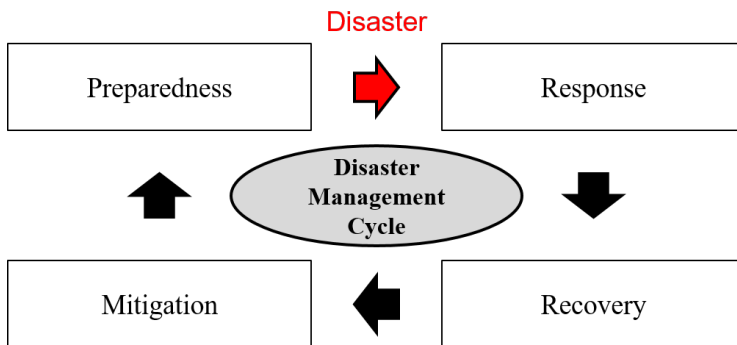 Disaster
Preparedness
Response
Disaster
Management
Cycle
Mitigation
Recovery